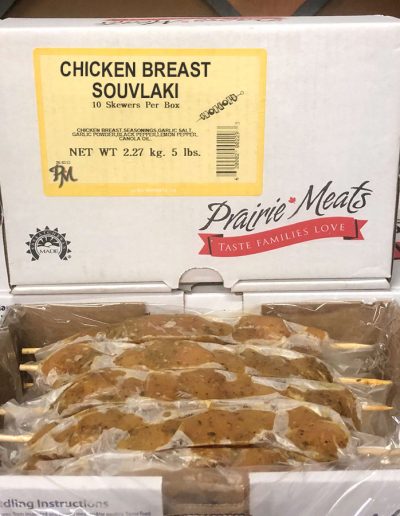 CHICKEN BREAST
SOUVLAKI
10 Skewers Per Box
CHICKEN BREAST,SEASONINGS,GARLIC SALT,
GARLIC POWDER,BLACK PEPPER,LEMON PEPPER,
CANOLA OIL.
NET WT 2.27 kg. 5 lbs.
PM
Prairie Meats
TASTE FAMILIES LOVE
MADE
dling Instructions